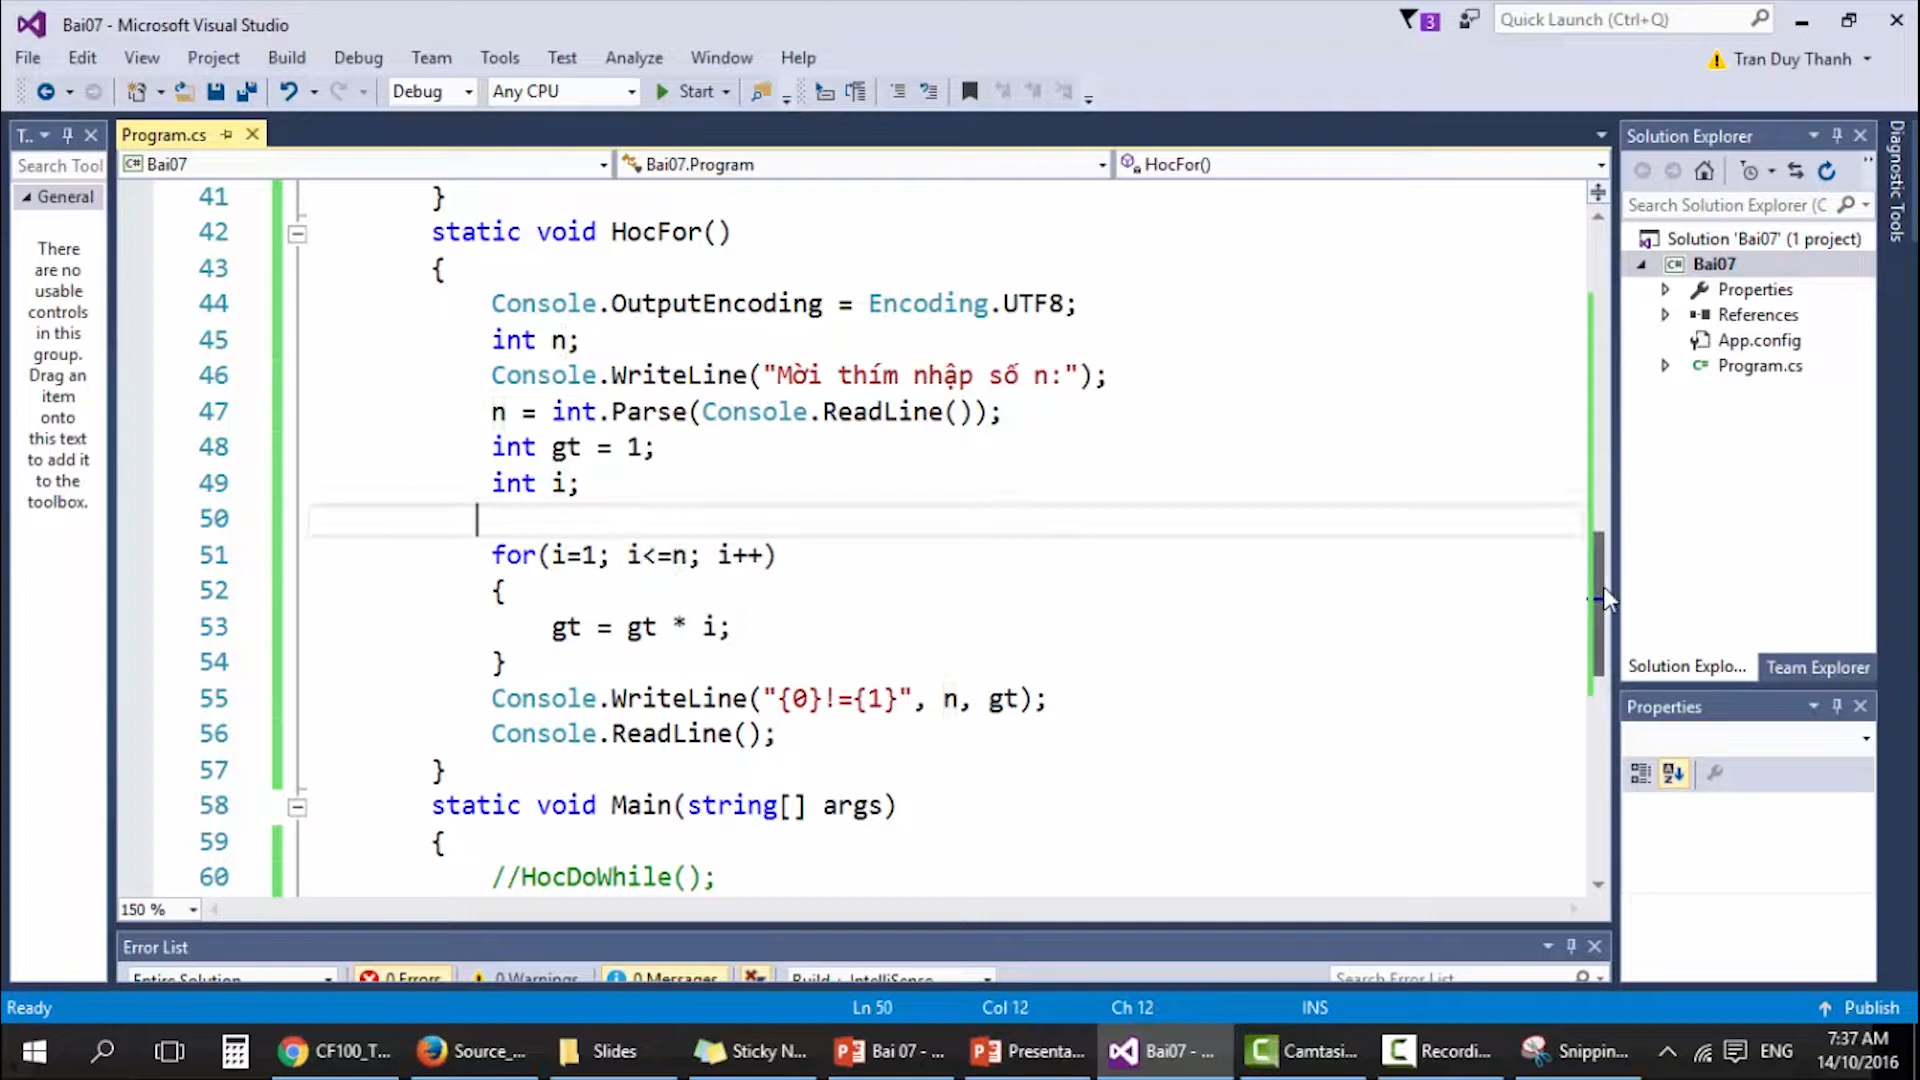 Bai07 - Microsoft Visual Studio
3
Quick Launch (Ctrl+Q)
File Edit View Project Build Debug Team Tools Test Analyze Window Help
Tran Duy Thanh
Debug Any CPU Start
T..
Program.cs
Search Tool
Bai07
Bai07.Program
HocFor()
General
There are no usable controls in this group. Drag an item onto this text to add it to the toolbox.
41 }
42 static void HocFor()
43 {
44 Console.OutputEncoding = Encoding.UTF8;
45 int n;
46 Console.WriteLine("Mời thím nhập số n:");
47 n = int.Parse(Console.ReadLine());
48 int gt = 1;
49 int i;
50
51 for(i=1; i<=n; i++)
52 {
53 gt = gt * i;
54 }
55 Console.WriteLine("{0}!={1}", n, gt);
56 Console.ReadLine();
57 }
58 static void Main(string[] args)
59 {
60 //HocDoWhile();
150 %
Error List
Entire Solution 0 Errors 0 Warnings 0 Messages Build + IntelliSense Search Error List
Solution Explorer
Search Solution Explorer (C
Solution 'Bai07' (1 project)
C# Bai07
Properties
References
App.config
C# Program.cs
Solution Explo... Team Explorer
Properties
Diagnostic Tools
Ready Ln 50 Col 12 Ch 12 INS Publish
CF100_T... Source_... Slides Sticky N... Bai 07 - ... Presenta... Bai07 - ... Camtasi... Recordi... Snippin... ENG
7:37 AM
14/10/2016